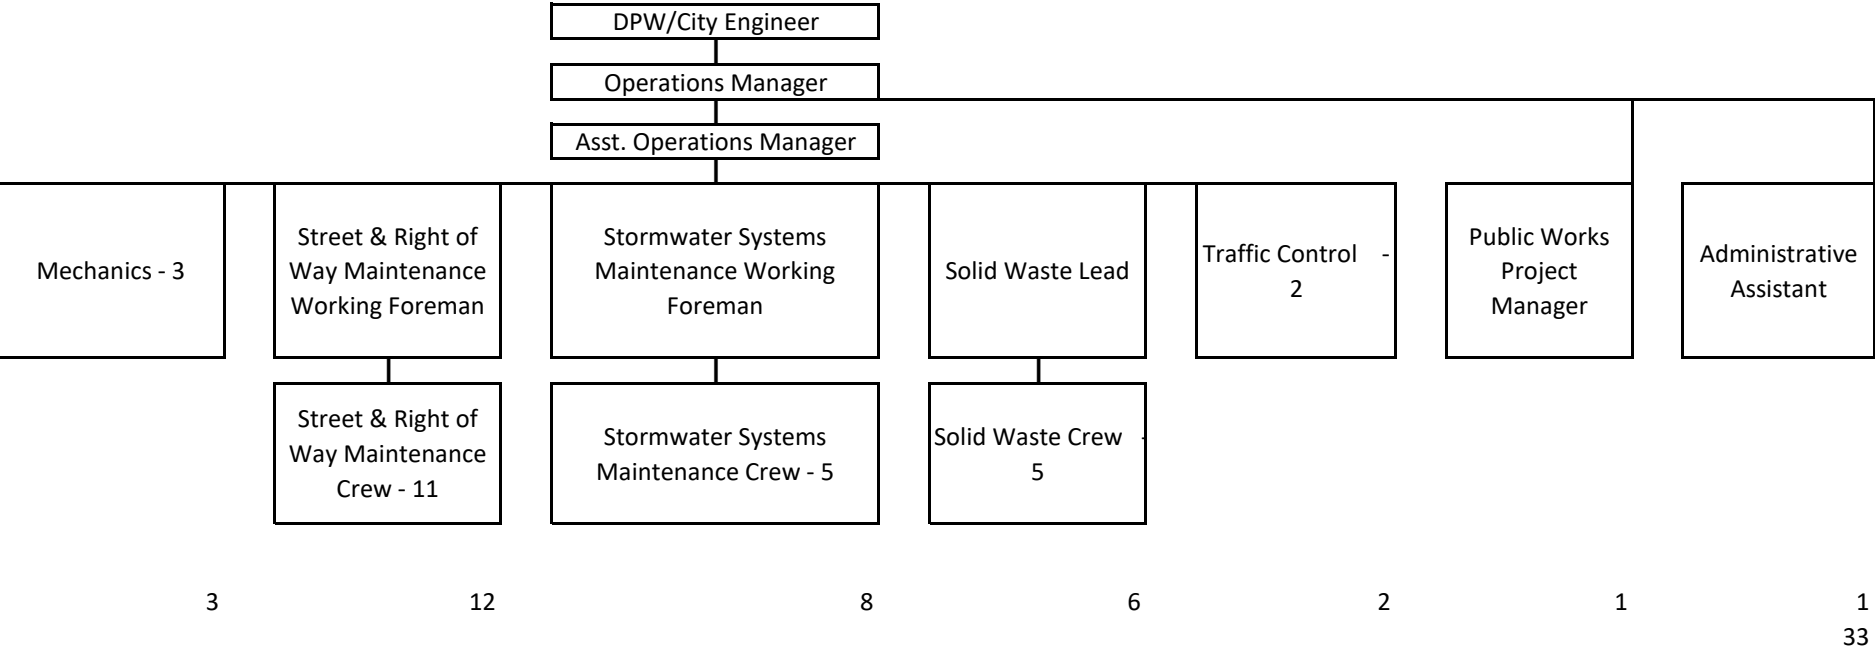 DPW/City Engineer
Operations Manager
Asst. Operations Manager
Mechanics - 3
Street & Right of
Way Maintenance
Working Foreman
Stormwater Systems
Maintenance Working
Foreman
Solid Waste Lead
Traffic Control -
2
Public Works
Project
Manager
Administrative
Assistant
Street & Right of
Way Maintenance
Crew - 11
Stormwater Systems
Maintenance Crew - 5
Solid Waste Crew -
5
3 12 8 6 2 1 1
33